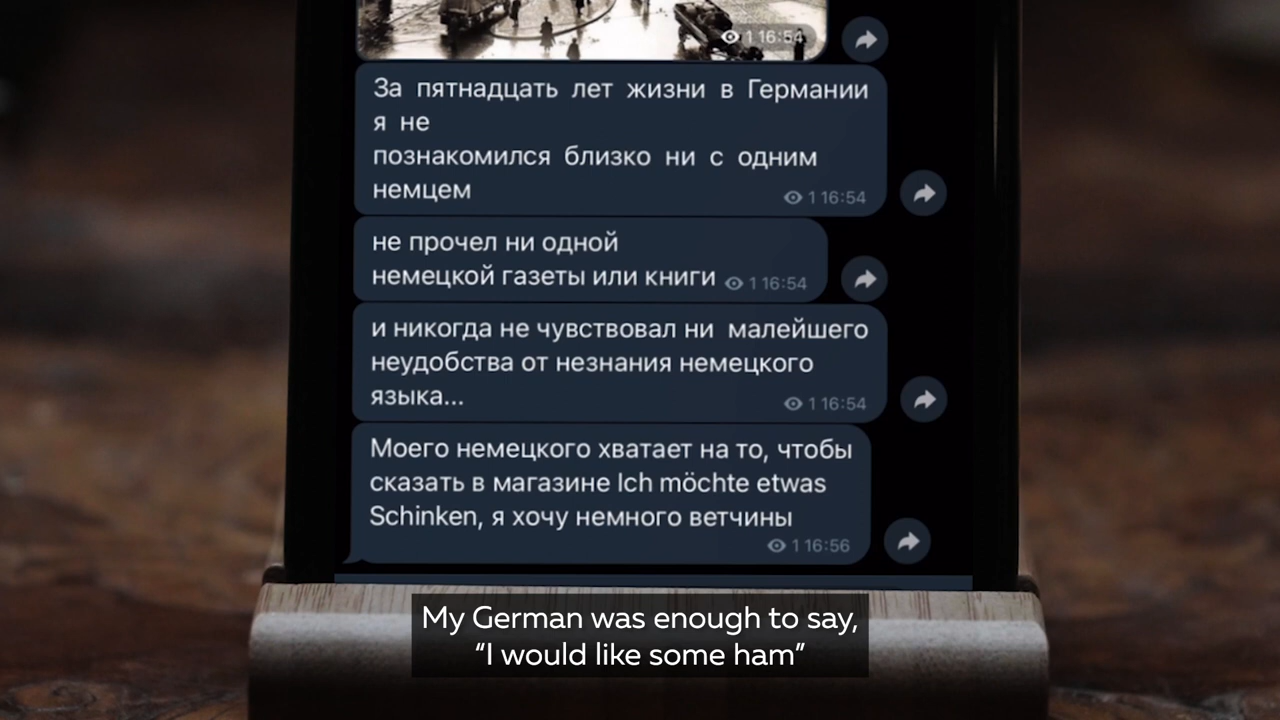 1 16:54
За пятнадцать лет жизни в Германии
я не
познакомился близко ни с одним
немцем
1 16:54
не прочел ни одной
немецкой газеты или книги
1 16:54
и никогда не чувствовал ни малейшего
неудобства от незнания немецкого
языка...
1 16:54
Моего немецкого хватает на то, чтобы
сказать в магазине Ich möchte etwas
Schinken, я хочу немного ветчины
1 16:56
My German was enough to say,
“I would like some ham”